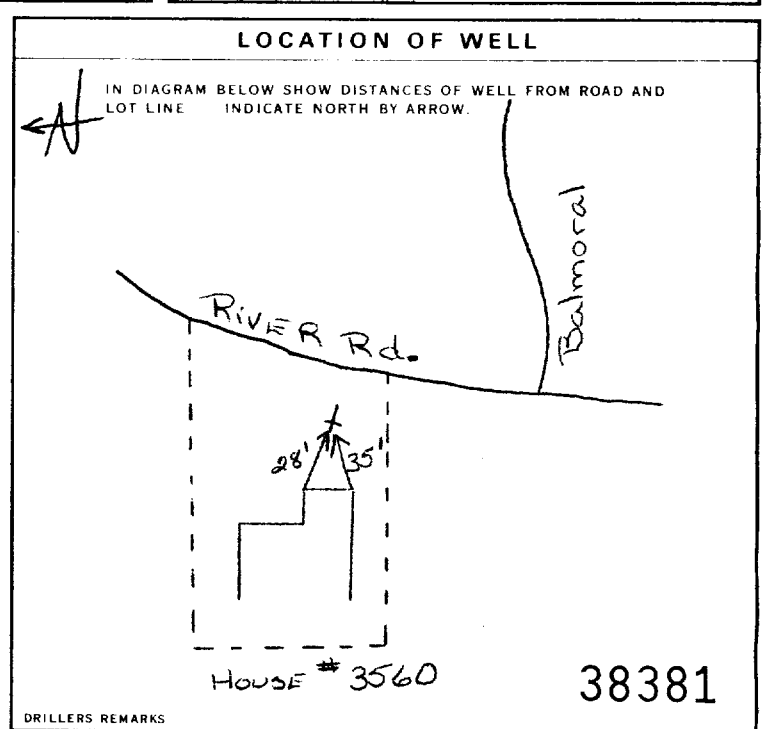 LOCATION OF WELL
IN DIAGRAM BELOW SHOW DISTANCES OF WELL FROM ROAD AND
LOT LINE INDICATE NORTH BY ARROW.
N
Balmoral
RIVER Rd.
28' 35'
HOUSE # 3560
38381
DRILLERS REMARKS